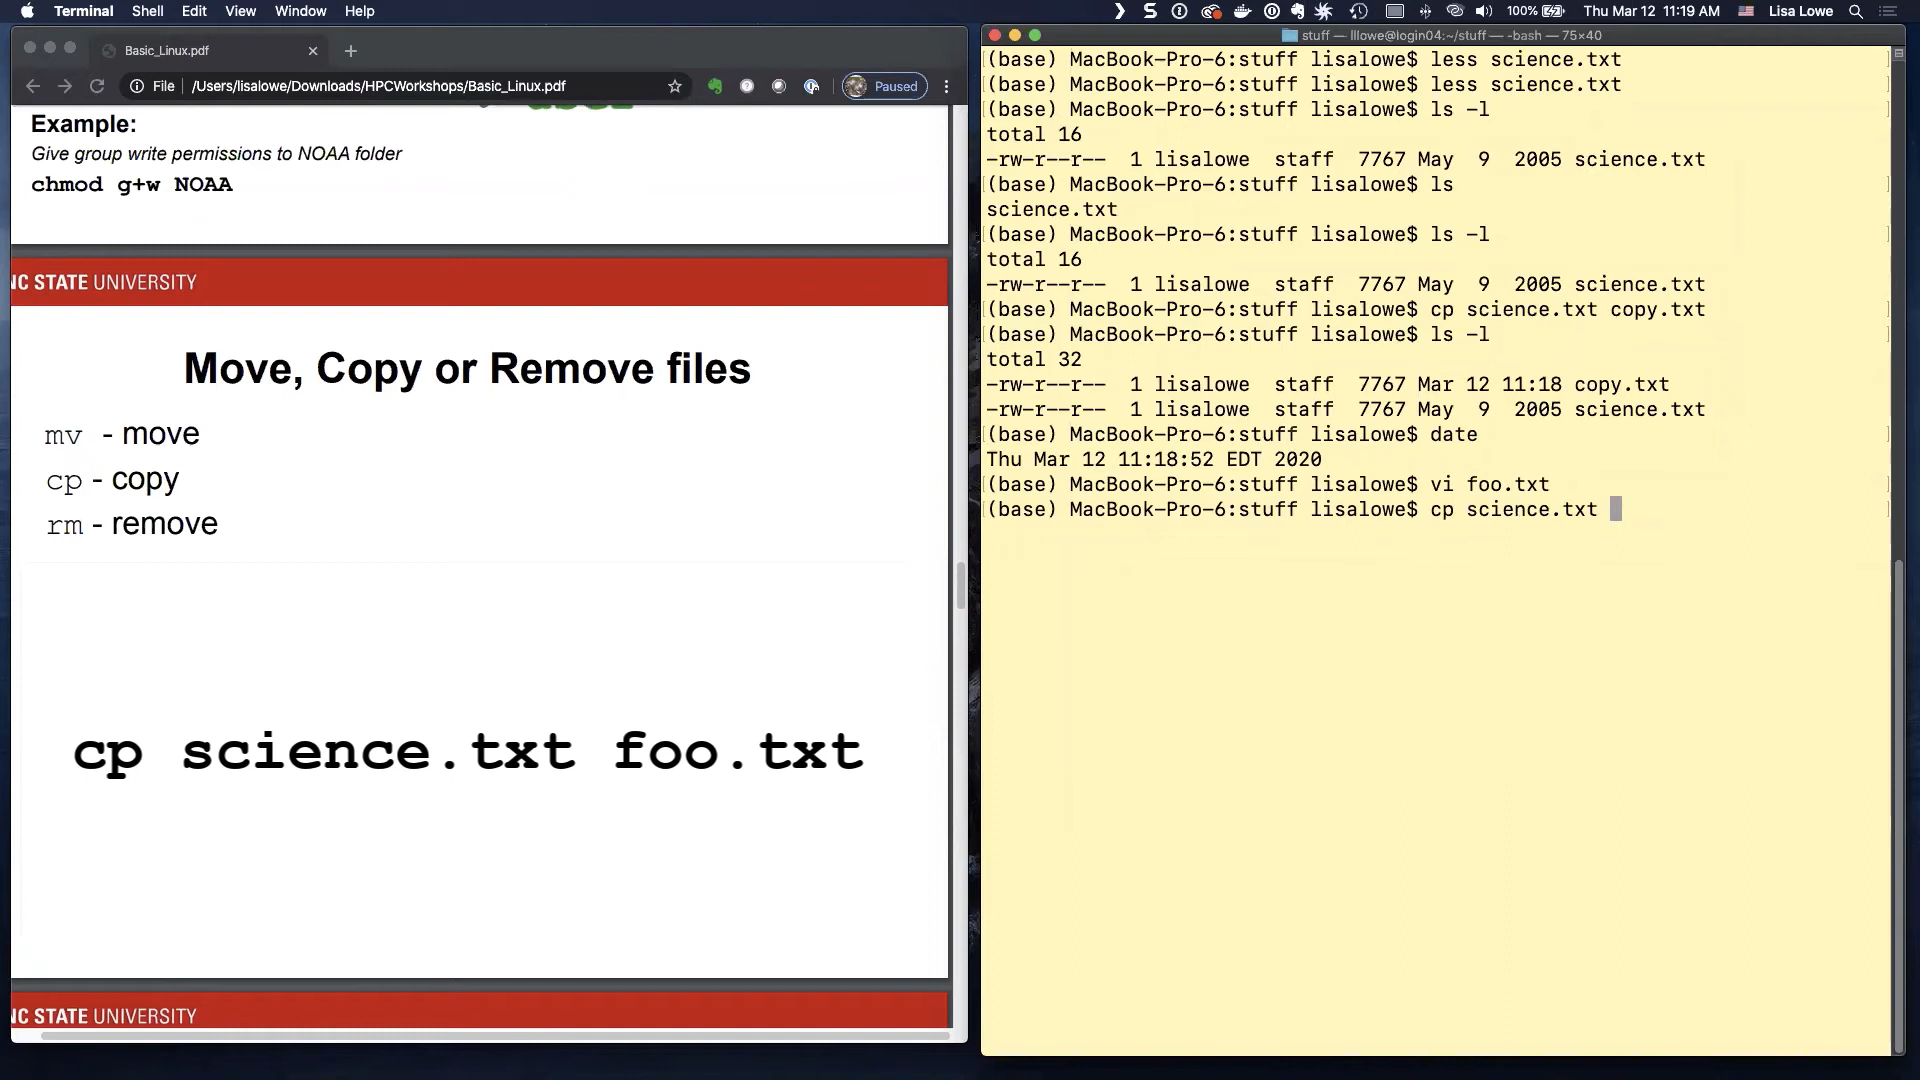 Terminal Shell Edit View Window Help
100% Thu Mar 12 11:19 AM Lisa Lowe
Basic_Linux.pdf
File /Users/lisalowe/Downloads/HPCWorkshops/Basic_Linux.pdf Paused
Example:
Give group write permissions to NOAA folder
chmod g+w NOAA
NC STATE UNIVERSITY
Move, Copy or Remove files
mv - move
cp - copy
rm - remove
cp science.txt foo.txt
NC STATE UNIVERSITY
stuff — lllowe@login04:~/stuff — -bash — 75×40
(base) MacBook-Pro-6:stuff lisalowe$ less science.txt
(base) MacBook-Pro-6:stuff lisalowe$ less science.txt
(base) MacBook-Pro-6:stuff lisalowe$ ls -l
total 16
-rw-r--r-- 1 lisalowe staff 7767 May 9 2005 science.txt
(base) MacBook-Pro-6:stuff lisalowe$ ls
science.txt
(base) MacBook-Pro-6:stuff lisalowe$ ls -l
total 16
-rw-r--r-- 1 lisalowe staff 7767 May 9 2005 science.txt
(base) MacBook-Pro-6:stuff lisalowe$ cp science.txt copy.txt
(base) MacBook-Pro-6:stuff lisalowe$ ls -l
total 32
-rw-r--r-- 1 lisalowe staff 7767 Mar 12 11:18 copy.txt
-rw-r--r-- 1 lisalowe staff 7767 May 9 2005 science.txt
(base) MacBook-Pro-6:stuff lisalowe$ date
Thu Mar 12 11:18:52 EDT 2020
(base) MacBook-Pro-6:stuff lisalowe$ vi foo.txt
(base) MacBook-Pro-6:stuff lisalowe$ cp science.txt